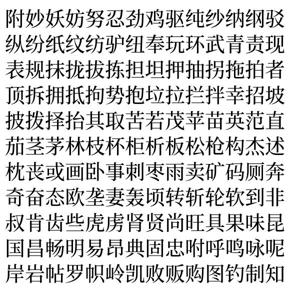 附妙妖妨努忍劲鸡驱纯纱纳纲驳
纵纷纸纹纺驴纽奉玩环武青责现
表规抹拢拔拣担坦押抽拐拖拍者
顶拆拥抵拘势抱垃拉拦拌幸招坡
披拨择抬其取苦若茂苹苗英范直
茄茎茅林枝杯柜析板松枪构杰述
枕丧或画卧事刺枣雨卖矿码厕奔
奇奋态欧垄妻轰顷转斩轮软到非
叔肯齿些虎虏肾贤尚旺具果味昆
国昌畅明易昂典固忠咐呼鸣咏呢
岸岩帖罗帜岭凯败贩购图钓制知